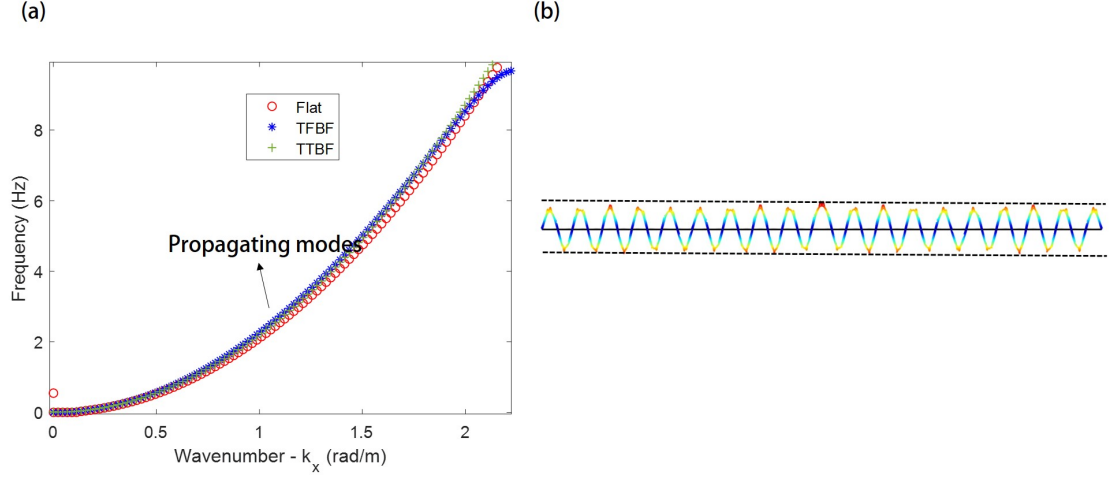 (a)
(b)
Flat
TFBF
TTBF
Propagating modes
Frequency (Hz)
8
6
4
2
0
0
0.5
1
1.5
2
Wavenumber - k_x (rad/m)